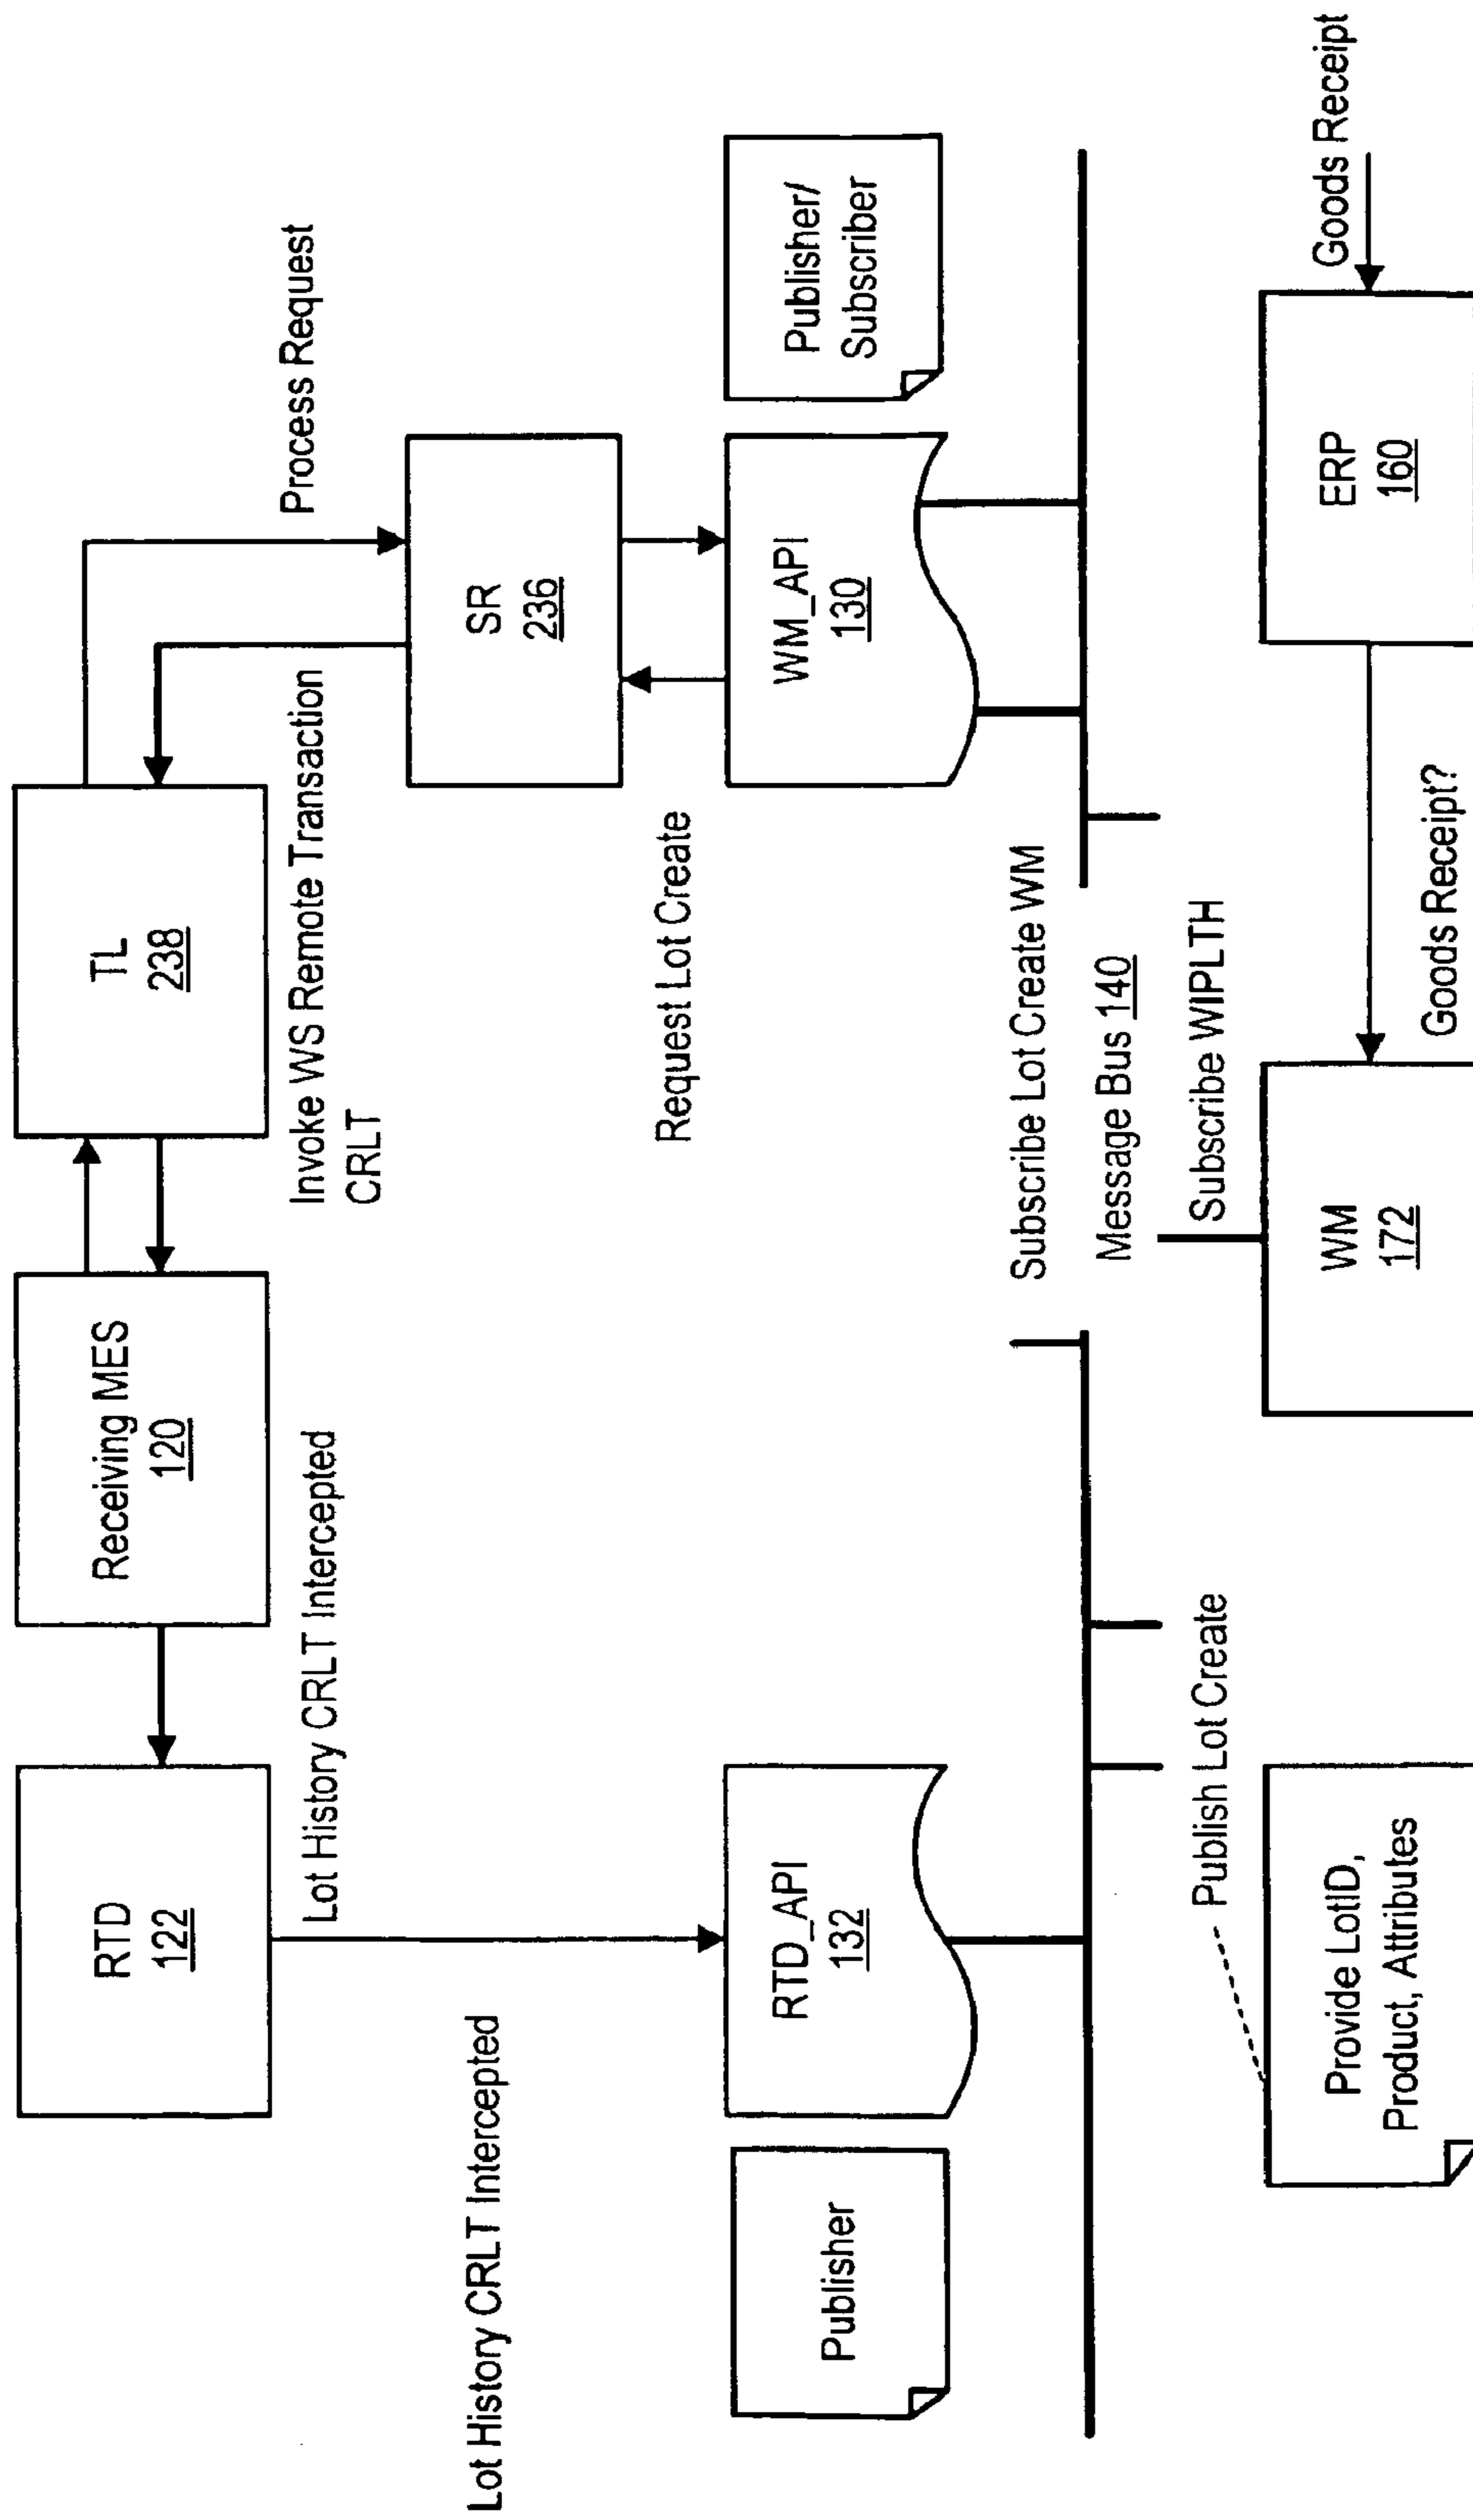 RTD
122
Receiving MES
120
TL
238
Lot History CRLT Intercepted
Invoke WS Remote Transaction
CRLT
Process Request
Lot History CRLT Intercepted
SR
236
Request Lot Create
Publisher
RTD_API
132
WM_API
130
Publisher/
Subscriber
Subscribe Lot Create WM
Message Bus 140
Publish Lot Create
Subscribe WIPLTH
Provide LotID,
Product, Attributes
WM
172
Goods Receipt?
ERP
160
Goods Receipt